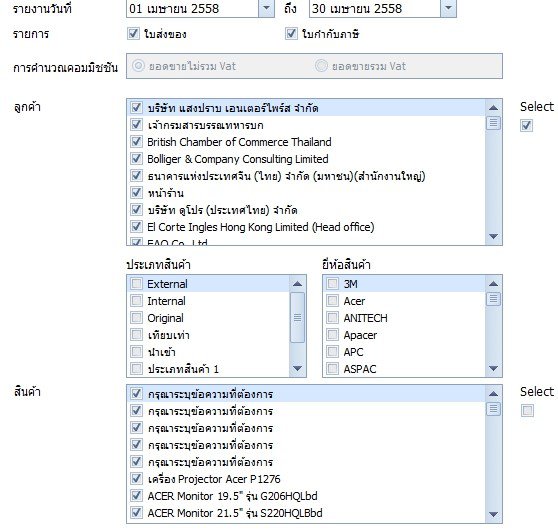 รายงานวันที่ 01 เมษายน 2558 ถึง 30 เมษายน 2558
รายการ ใบส่งของ ใบกำกับภาษี
การคำนวณคอมมิชชัน ยอดขายไม่รวม Vat ยอดขายรวม Vat
ลูกค้า บริษัท แสงปราบ เอนเตอร์ไพร์ส จำกัด Select
เจ้ากรมสารบรรณทหารบก
British Chamber of Commerce Thailand
Bolliger & Company Consulting Limited
ธนาคารแห่งประเทศจีน (ไทย) จำกัด (มหาชน)(สำนักงานใหญ่)
หน้าร้าน
บริษัท ดูโปร (ประเทศไทย) จำกัด
El Corte Ingles Hong Kong Limited (Head office)
EAO Co., Ltd
ประเภทสินค้า ยี่ห้อสินค้า
External 3M
Internal Acer
Original ANITECH
เทียบเท่า Apacer
นำเข้า APC
ประเภทสินค้า 1 ASPAC
สินค้า กรุณาระบุข้อความที่ต้องการ Select
กรุณาระบุข้อความที่ต้องการ
กรุณาระบุข้อความที่ต้องการ
กรุณาระบุข้อความที่ต้องการ
กรุณาระบุข้อความที่ต้องการ
เครื่อง Projector Acer P1276
ACER Monitor 19.5" รุ่น G206HQLbd
ACER Monitor 21.5" รุ่น S220HQLBbd